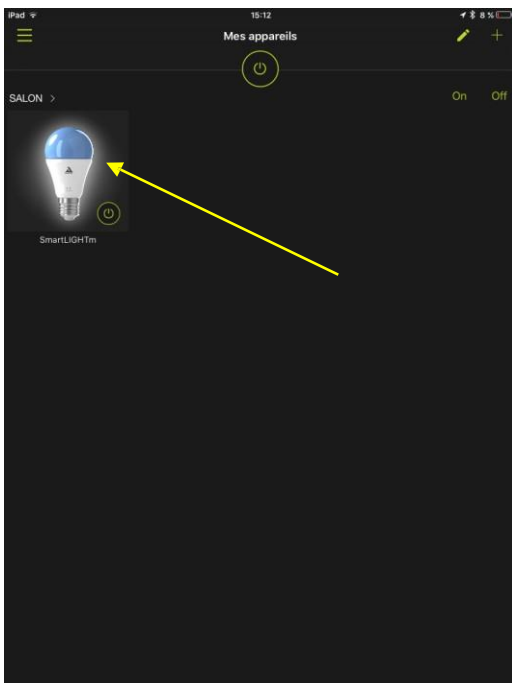 iPad 15:12 8 %
Mes appareils
SALON > On Off
SmartLIGHTm